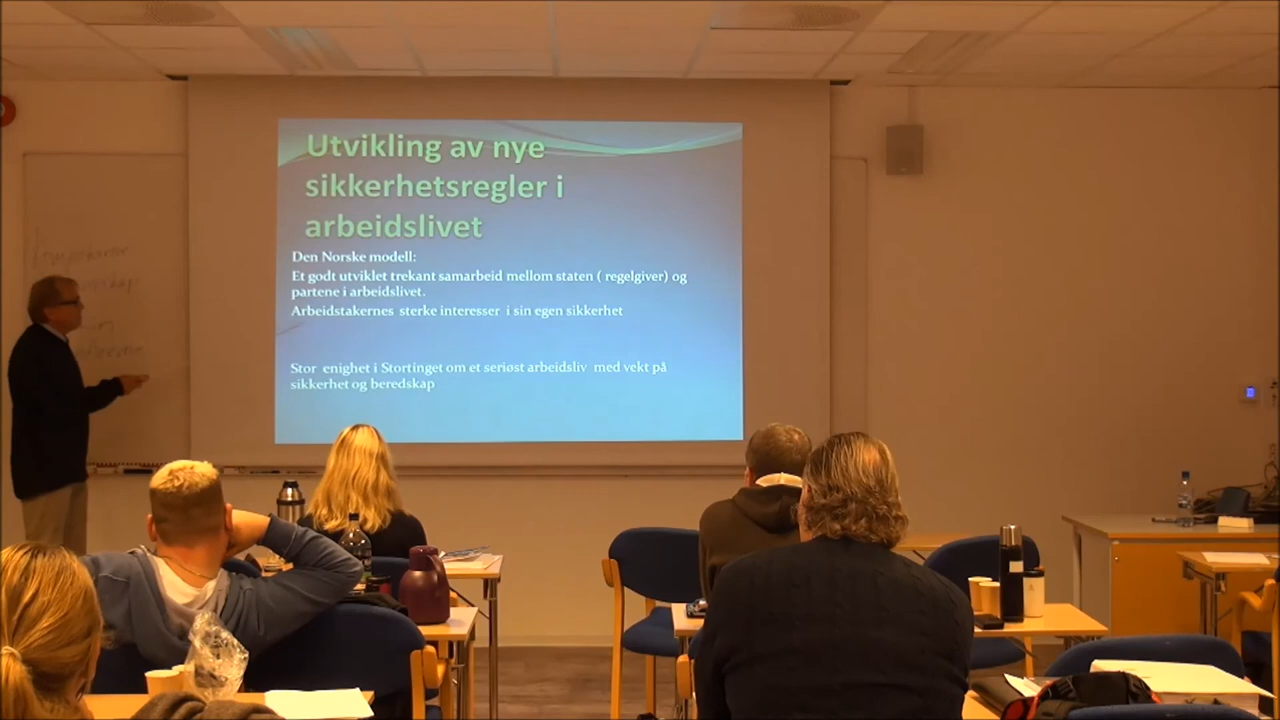 Utvikling av nye
sikkerhetsregler i
arbeidslivet
Den Norske modell:
Et godt utviklet trekant samarbeid mellom staten ( regelgiver) og
partene i arbeidslivet.
Arbeidstakernes sterke interesser i sin egen sikkerhet
Stor enighet i Stortinget om et seriøst arbeidsliv med vekt på
sikkerhet og beredskap